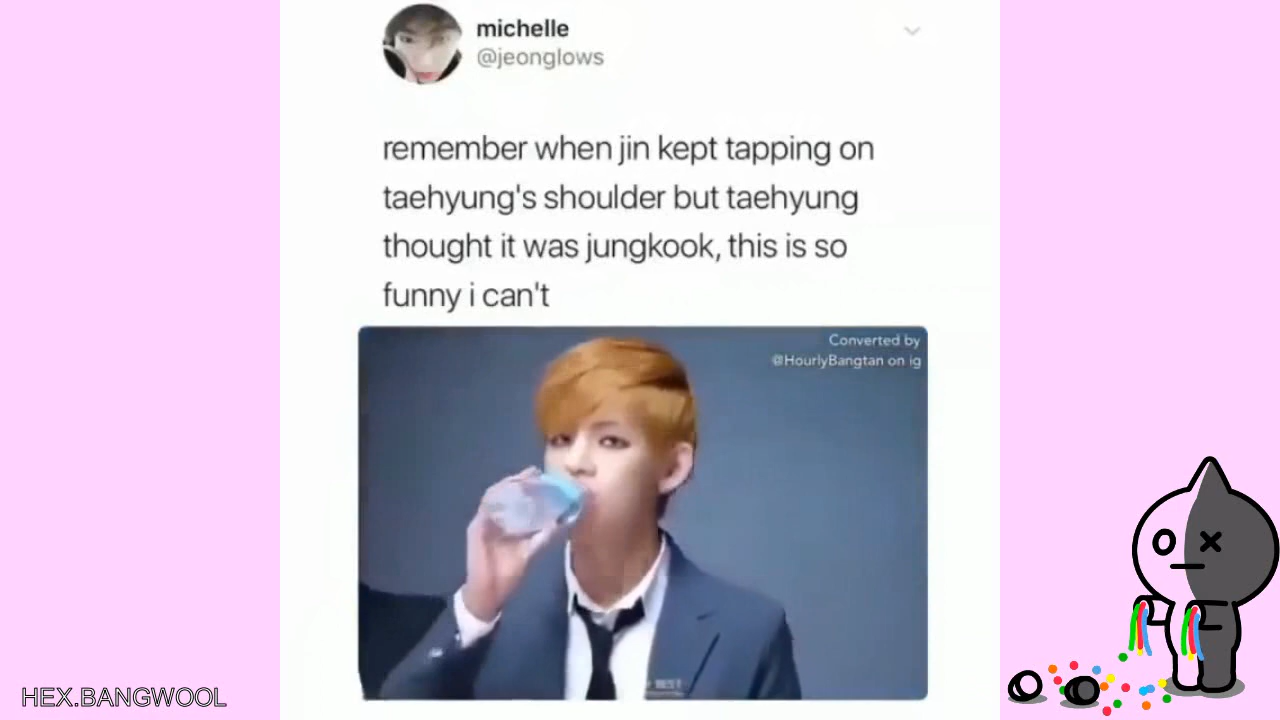 michelle
@jeonglows
remember when jin kept tapping on
taehyung's shoulder but taehyung
thought it was jungkook, this is so
funny i can't
Converted by
@HourlyBangtan on ig
BEST
HEX.BANGWOOL